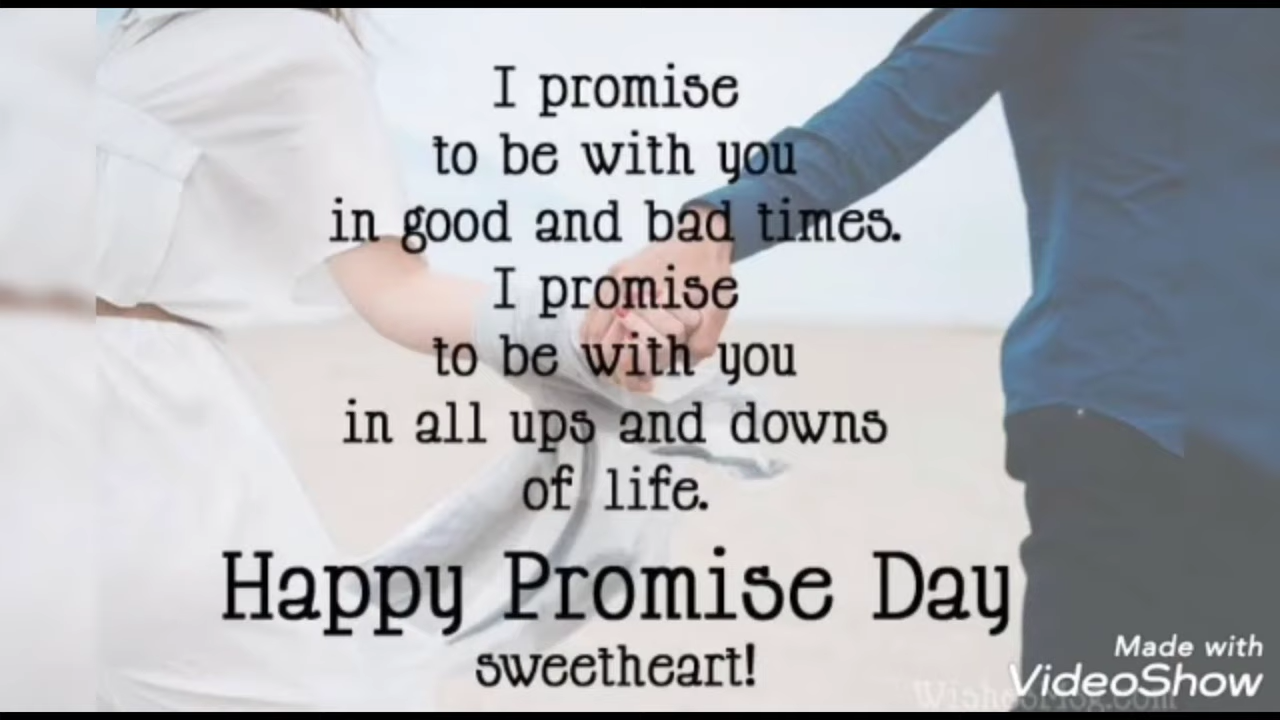 I promise
to be with you
in good and bad times.
I promise
to be with you
in all ups and downs
of life.
Happy Promise Day
sweetheart!
Made with
VideoShow